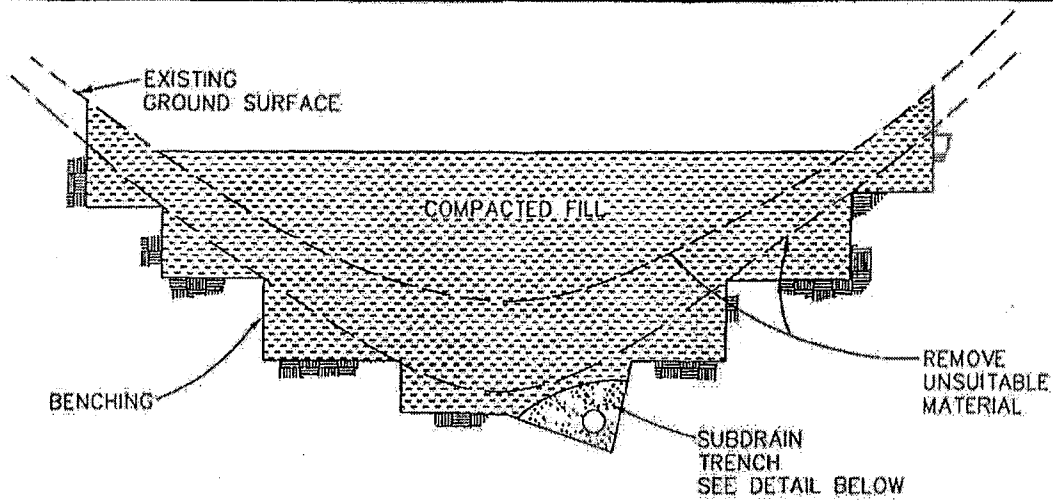 EXISTING
GROUND SURFACE
COMPACTED FILL
BENCHING
REMOVE
UNSUITABLE
MATERIAL
SUBDRAIN
TRENCH
SEE DETAIL BELOW